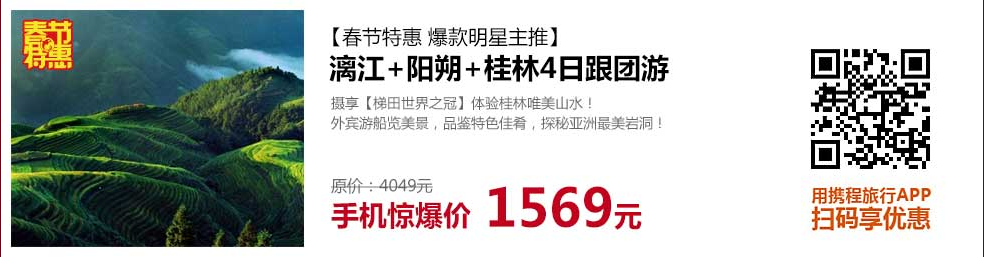 春节
特惠
【春节特惠 爆款明星主推】
漓江+阳朔+桂林4日跟团游
摄享【梯田世界之冠】体验桂林唯美山水！
外宾游船览美景，品鉴特色佳肴，探秘亚洲最美岩洞！
原价：4049元
手机惊爆价 1569元
用携程旅行APP
扫码享优惠